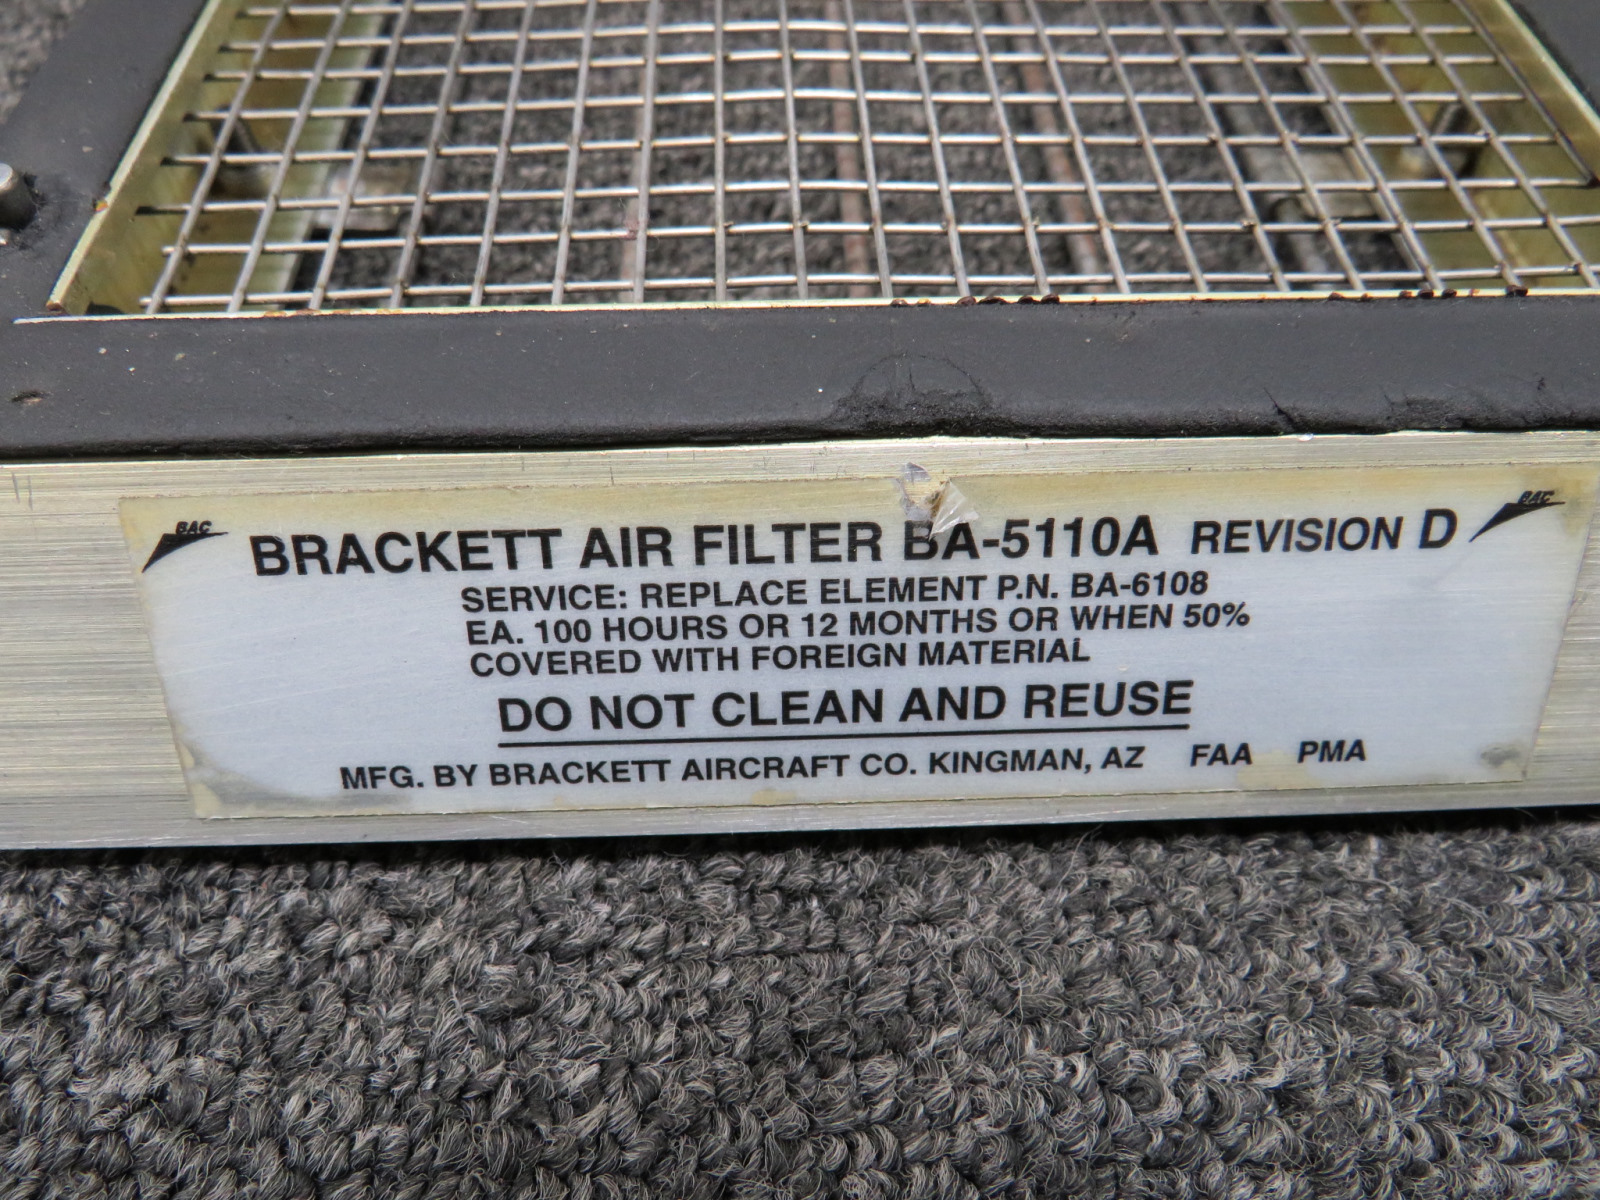 BAC BAC
BRACKETT AIR FILTER BA-5110A REVISION D
SERVICE: REPLACE ELEMENT P.N. BA-6108
EA. 100 HOURS OR 12 MONTHS OR WHEN 50%
COVERED WITH FOREIGN MATERIAL
DO NOT CLEAN AND REUSE
MFG. BY BRACKETT AIRCRAFT CO. KINGMAN, AZ FAA PMA